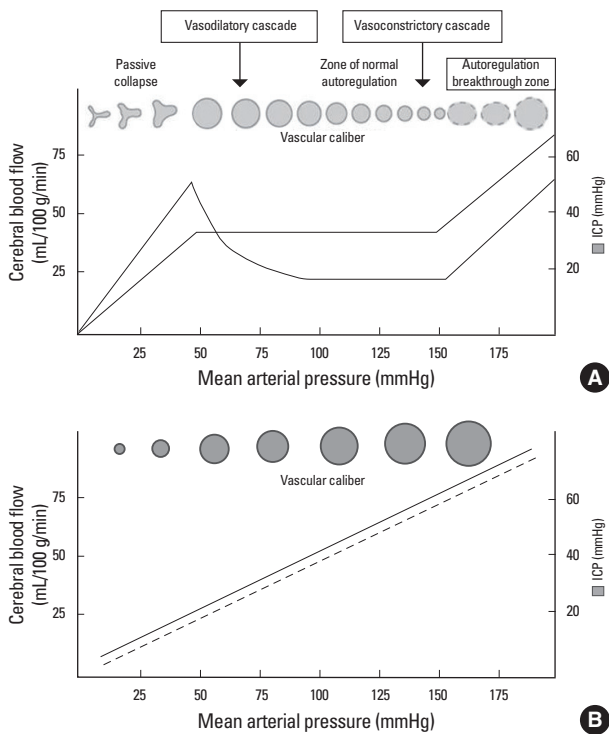 Vasodilatory cascade
Vasoconstrictory cascade
Passive
collapse
Zone of normal
autoregulation
Autoregulation
breakthrough zone
Vascular caliber
Cerebral blood flow
(mL/100 g/min)
75
50
25
60
40
20
ICP (mmHg)
25
50
75
100
125
150
175
Mean arterial pressure (mmHg)
A
Vascular caliber
Cerebral blood flow
(mL/100 g/min)
75
50
25
60
40
20
ICP (mmHg)
25
50
75
100
125
150
175
Mean arterial pressure (mmHg)
B